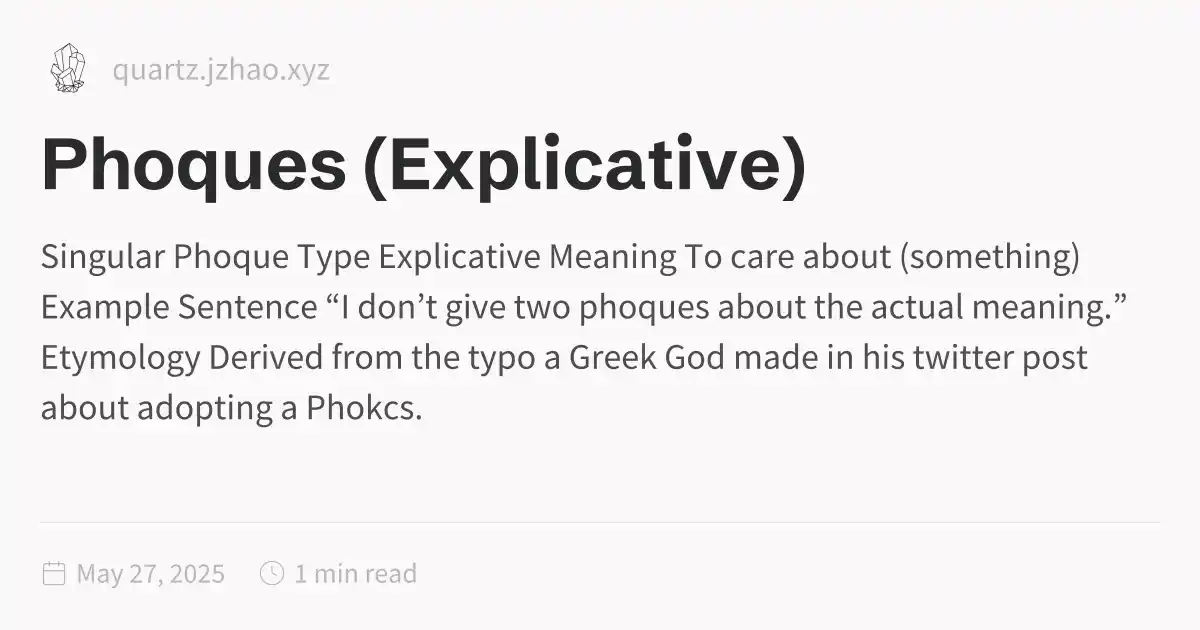 quartz.jzhao.xyz
Phoques (Explicative)
Singular Phoque Type Explicative Meaning To care about (something)
Example Sentence “I don’t give two phoques about the actual meaning.”
Etymology Derived from the typo a Greek God made in his twitter post
about adopting a Phokcs.
May 27, 2025 1 min read